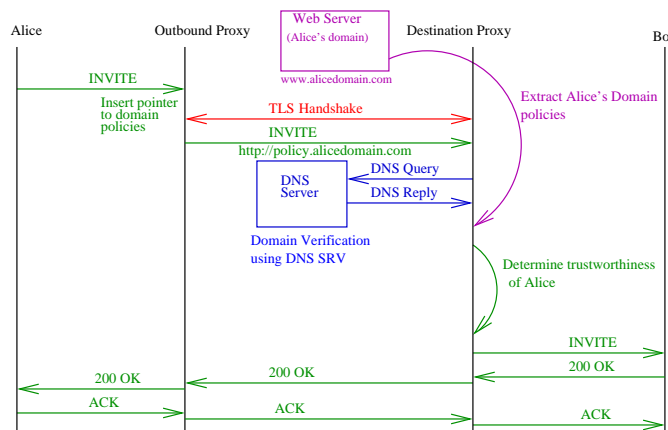 Web Server
(Alice's domain)
www.alicedomain.com
Alice
Outbound Proxy
Destination Proxy
Bo
INVITE
Insert pointer
to domain
policies
TLS Handshake
Extract Alice's Domain
policies
INVITE
http://policy.alicedomain.com
DNS Query
DNS
Server
DNS Reply
Domain Verification
using DNS SRV
Determine trustworthiness
of Alice
INVITE
200 OK
200 OK
200 OK
ACK
ACK
ACK